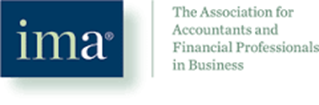 ima®
The Association for
Accountants and
Financial Professionals
in Business